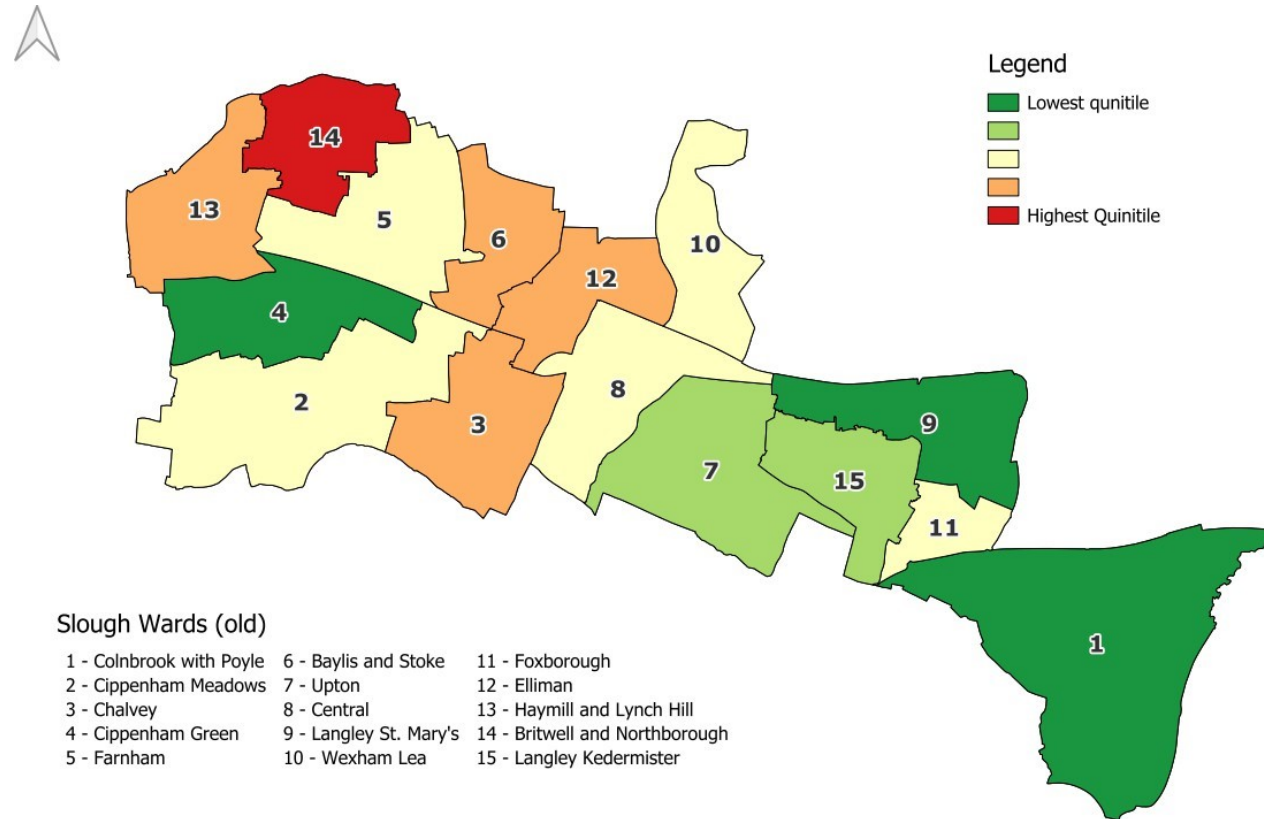 Legend
Lowest qunitile
Highest Quinitile
14
13
5
6
10
12
4
2
8
3
9
7
15
11
1
Slough Wards (old)
1 - Colnbrook with Poyle 6 - Baylis and Stoke 11 - Foxborough
2 - Cippenham Meadows 7 - Upton 12 - Elliman
3 - Chalvey 8 - Central 13 - Haymill and Lynch Hill
4 - Cippenham Green 9 - Langley St. Mary's 14 - Britwell and Northborough
5 - Farnham 10 - Wexham Lea 15 - Langley Kedermister